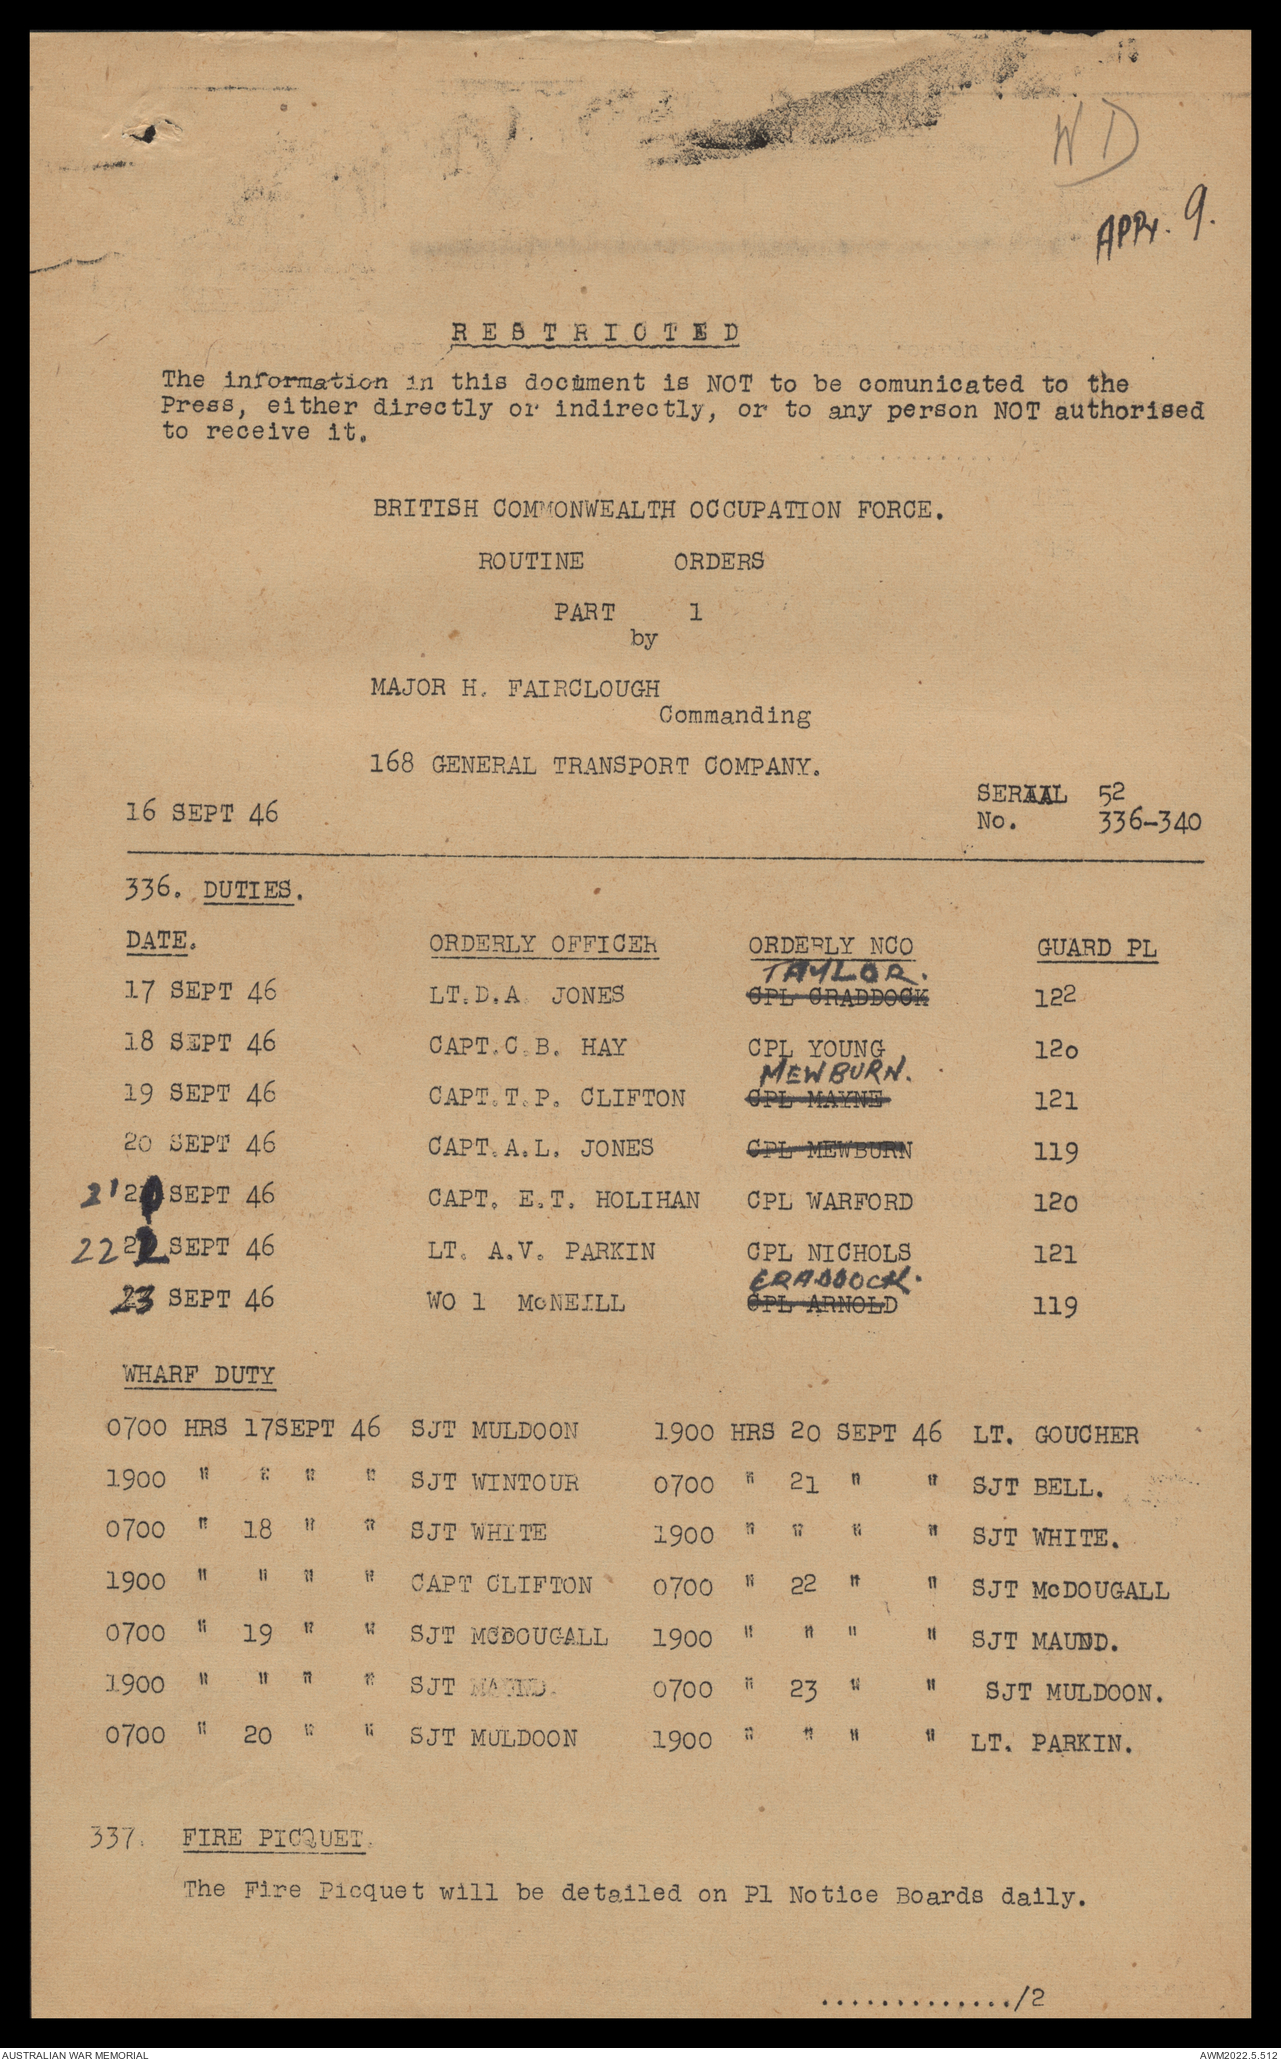 WD
APPx. 9.
RESTRICTED
The information in this document is NOT to be comunicated to the
Press, either directly or indirectly, or to any person NOT authorised
to receive it.
BRITISH COMMONWEALTH OCCUPATION FORCE.
ROUTINE ORDERS
PART 1
by
MAJOR H. FAIRCLOUGH
Commanding
168 GENERAL TRANSPORT COMPANY.
SERIAL 52
16 SEPT 46 No. 336-340
336. DUTIES.
DATE. ORDERLY OFFICER ORDERLY NCO GUARD PL
TAYLOR.
17 SEPT 46 LT.D.A. JONES CPL CRADDOCK 122
18 SEPT 46 CAPT.C.B. HAY CPL YOUNG 120
MEWBURN.
19 SEPT 46 CAPT.T.P. CLIFTON CPL MAYNE 121
20 SEPT 46 CAPT.A.L. JONES CPL MEWBURN 119
21 21 SEPT 46 CAPT. E.T. HOLIHAN CPL WARFORD 120
22 22 SEPT 46 LT. A.V. PARKIN CPL NICHOLS 121
CRADDOCK.
23 SEPT 46 WO 1 McNEILL CPL ARNOLD 119
WHARF DUTY
0700 HRS 17SEPT 46 SJT MULDOON 1900 HRS 20 SEPT 46 LT. GOUCHER
1900 " " " " SJT WINTOUR 0700 " 21 " " SJT BELL.
0700 " 18 " " SJT WHITE 1900 " " " " SJT WHITE.
1900 " " " " CAPT CLIFTON 0700 " 22 " " SJT McDOUGALL
0700 " 19 " " SJT MCDOUGALL 1900 " " " " SJT MAUND.
1900 " " " " SJT MAUND. 0700 " 23 " " SJT MULDOON.
0700 " 20 " " SJT MULDOON 1900 " " " " LT. PARKIN.
337. FIRE PICQUET.
The Fire Picquet will be detailed on Pl Notice Boards daily.
............./2
AUSTRALIAN WAR MEMORIAL AWM2022.5.512